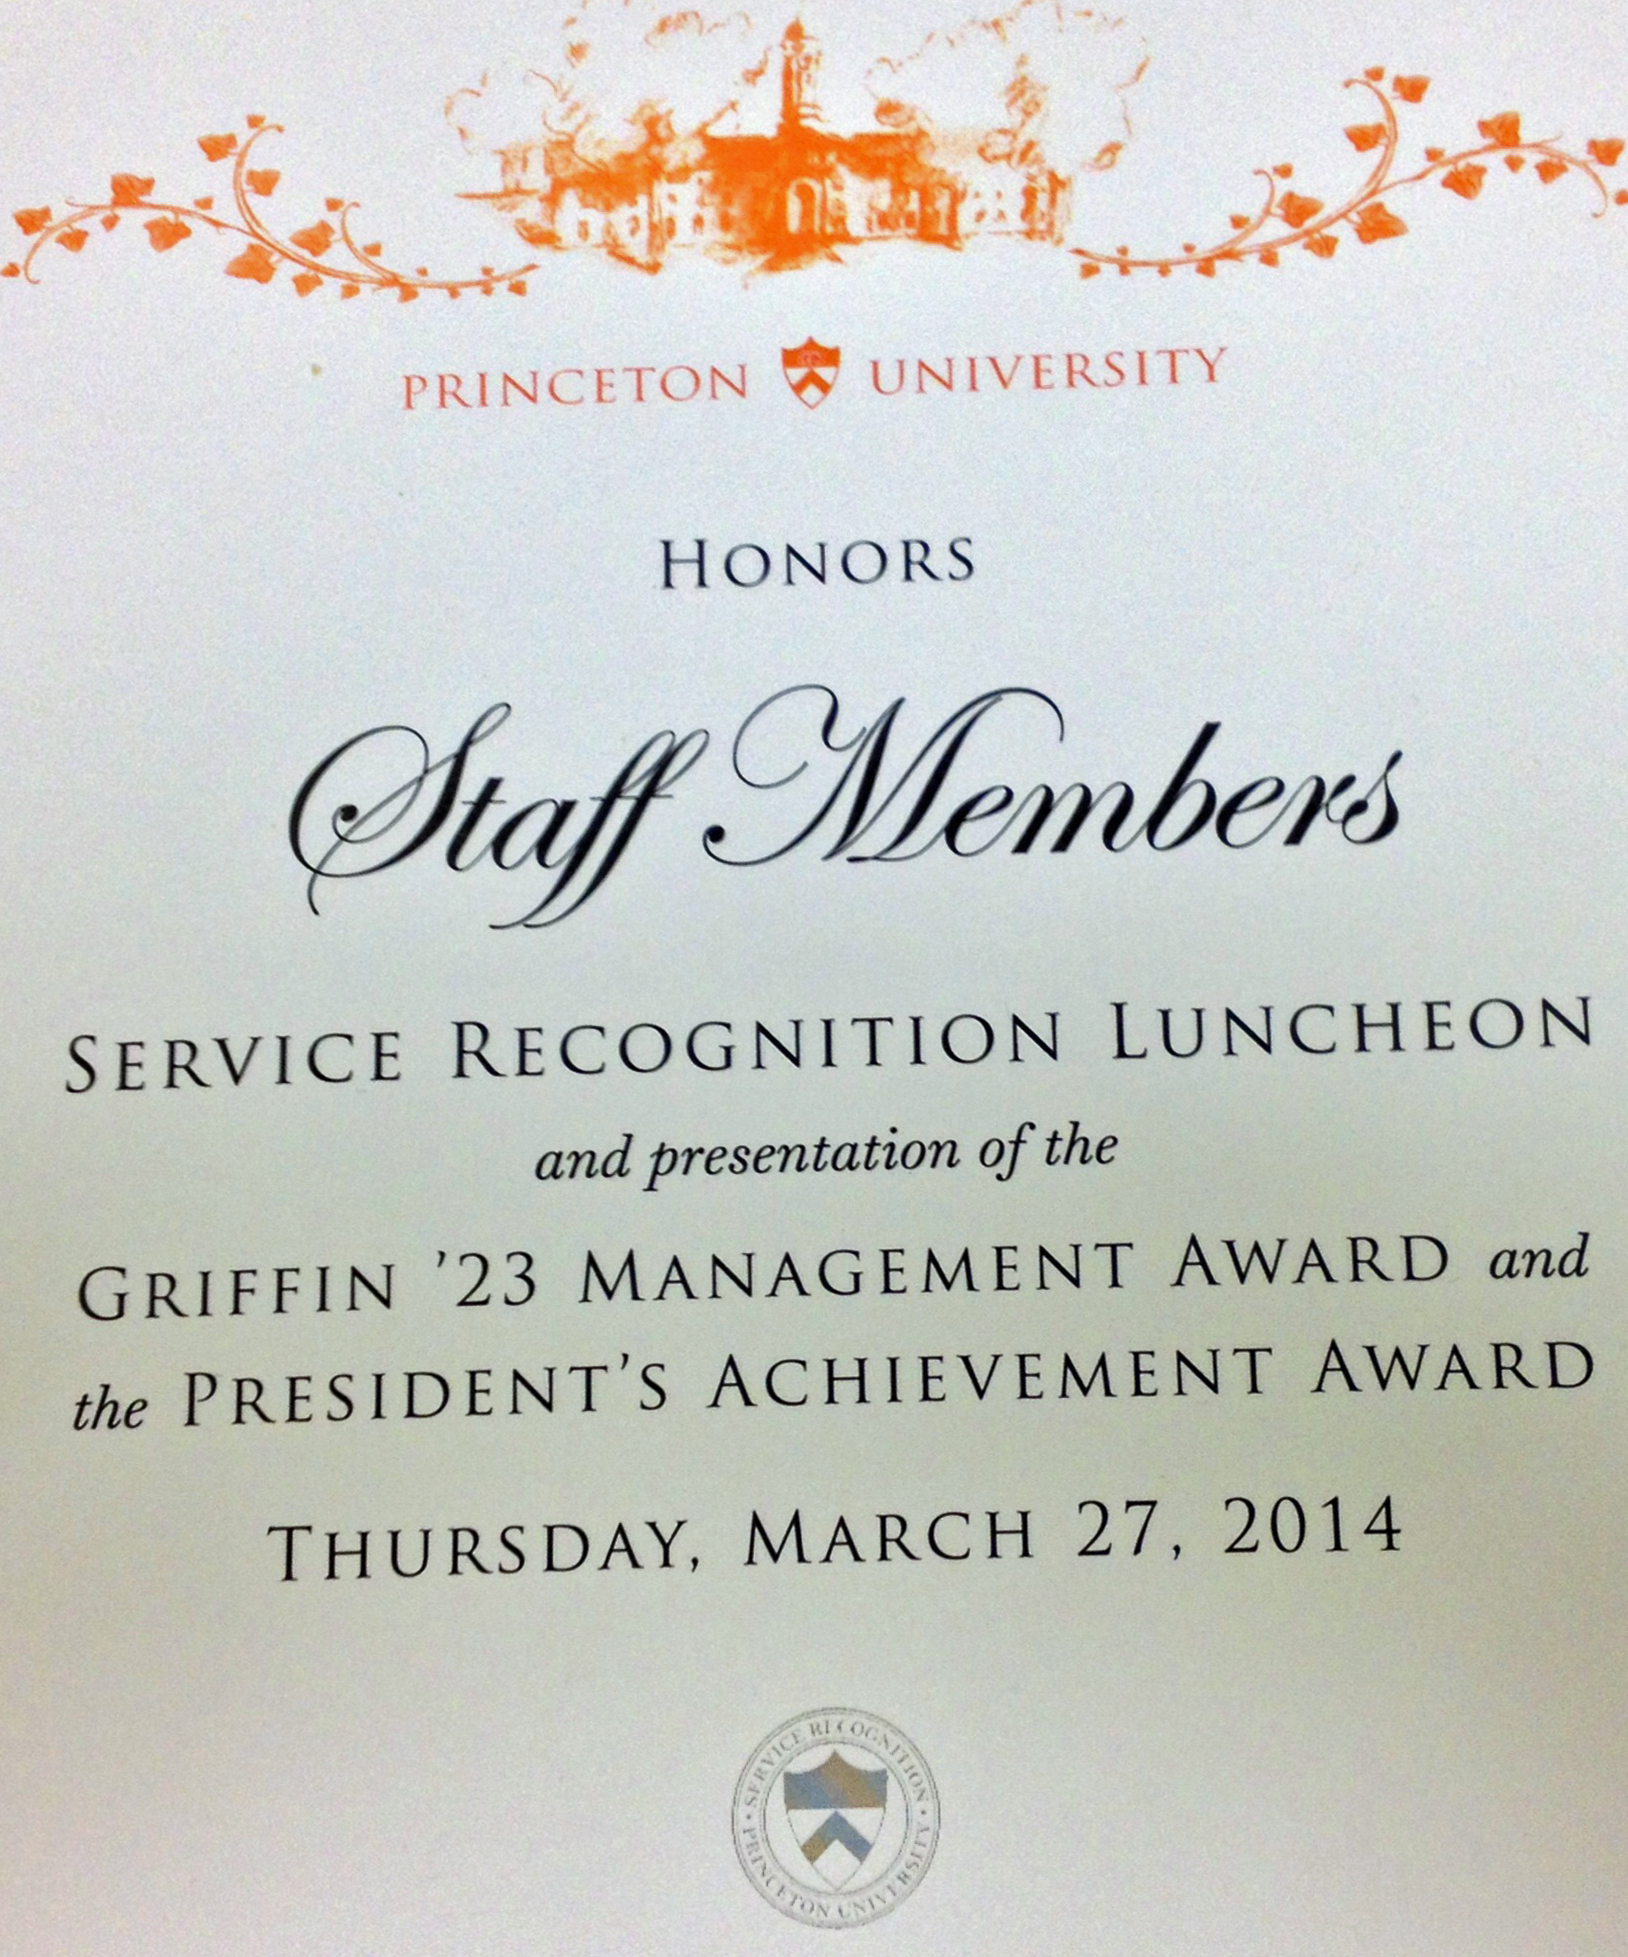 PRINCETON UNIVERSITY
HONORS
Staff Members
SERVICE RECOGNITION LUNCHEON
and presentation of the
GRIFFIN ’23 MANAGEMENT AWARD and
the PRESIDENT’S ACHIEVEMENT AWARD
THURSDAY, MARCH 27, 2014
SERVICE RECOGNITION
• PRINCETON UNIVERSITY •